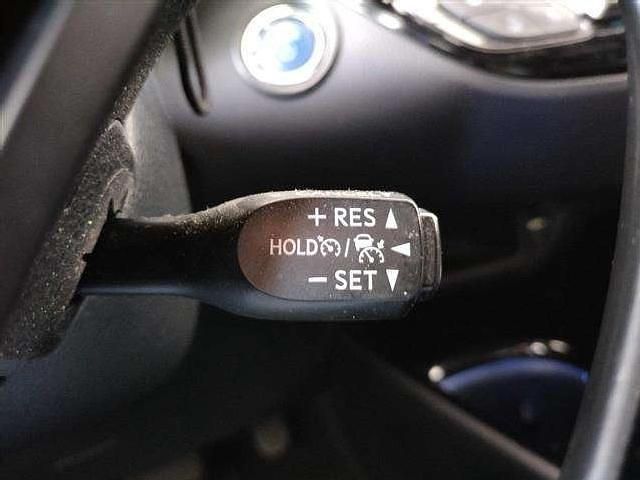 + RES ▲
HOLD / ◀
− SET ▼